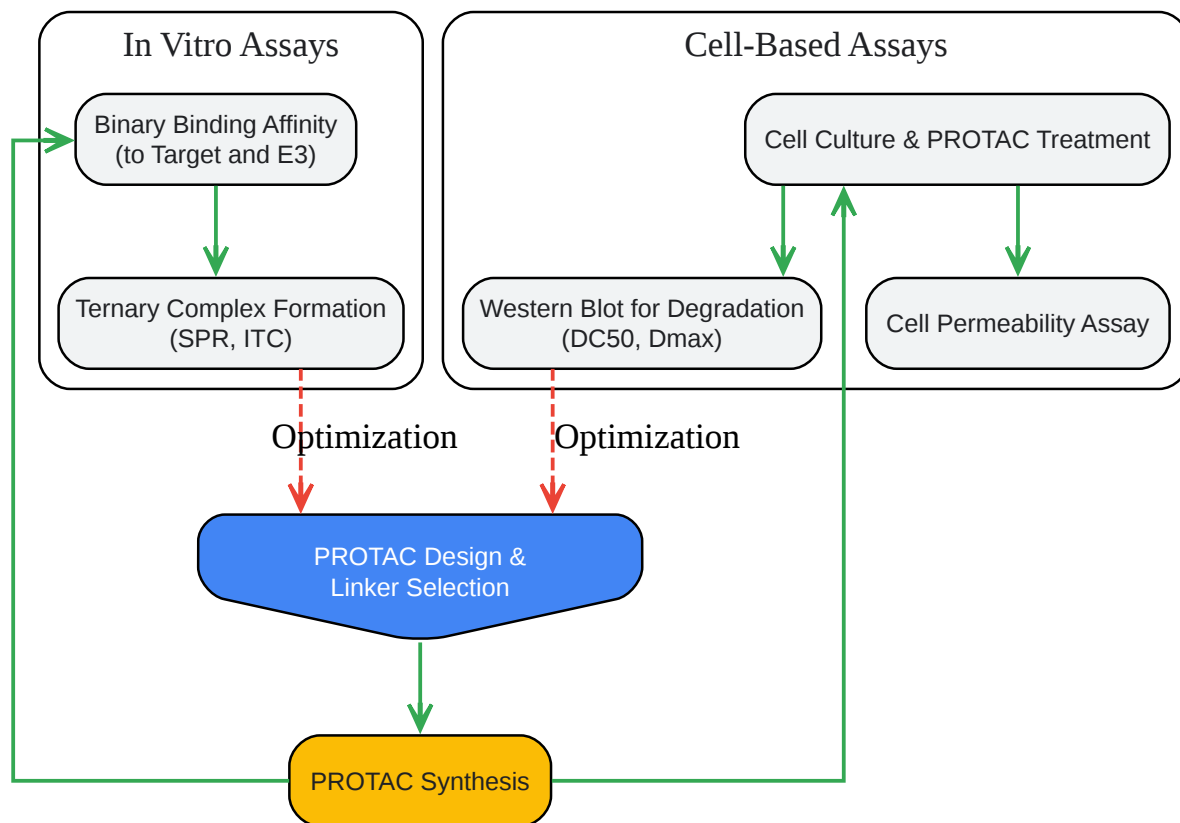 In Vitro Assays
Binary Binding Affinity
(to Target and E3)
Ternary Complex Formation
(SPR, ITC)
Cell-Based Assays
Cell Culture & PROTAC Treatment
Western Blot for Degradation
(DC50, Dmax)
Cell Permeability Assay
Optimization
Optimization
PROTAC Design &
Linker Selection
PROTAC Synthesis